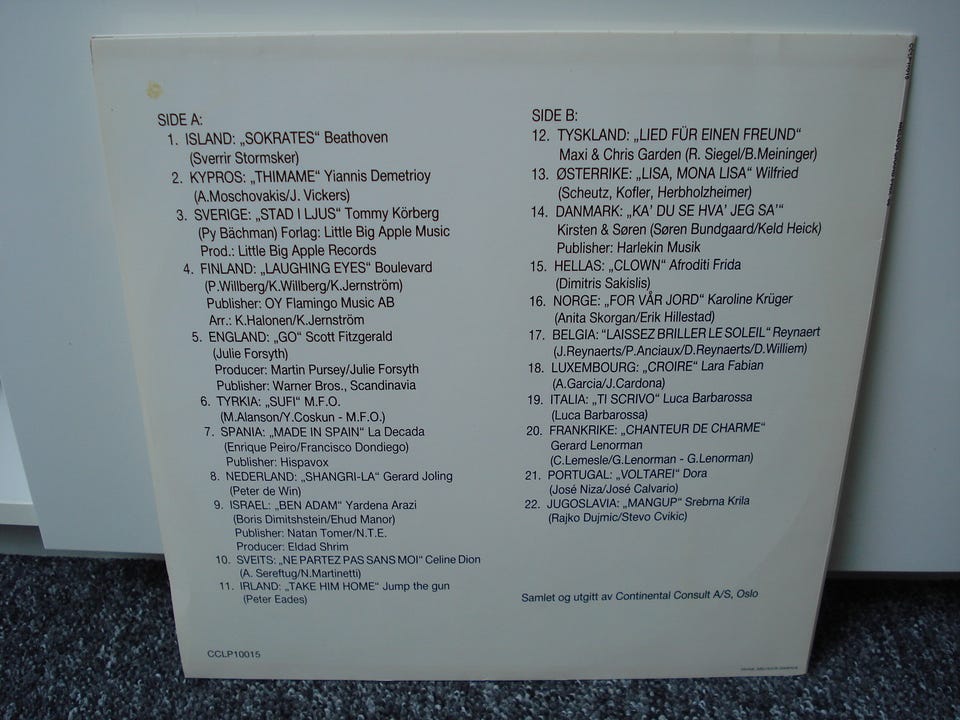 SIDE A:
1. ISLAND: „SOKRATES“ Beathoven
(Sverrir Stormsker)
2. KYPROS: „THIMAME“ Yiannis Demetrioy
(A.Moschovakis/J. Vickers)
3. SVERIGE: „STAD I LJUS“ Tommy Körberg
(Py Bächman) Forlag: Little Big Apple Music
Prod.: Little Big Apple Records
4. FINLAND: „LAUGHING EYES“ Boulevard
(P.Willberg/K.Willberg/K.Jernström)
Publisher: OY Flamingo Music AB
Arr.: K.Halonen/K.Jernström
5. ENGLAND: „GO“ Scott Fitzgerald
(Julie Forsyth)
Producer: Martin Pursey/Julie Forsyth
Publisher: Warner Bros., Scandinavia
6. TYRKIA: „SUFI“ M.F.O.
(M.Alanson/Y.Coskun - M.F.O.)
7. SPANIA: „MADE IN SPAIN“ La Decada
(Enrique Peiro/Francisco Dondiego)
Publisher: Hispavox
8. NEDERLAND: „SHANGRI-LA“ Gerard Joling
(Peter de Win)
9. ISRAEL: „BEN ADAM“ Yardena Arazi
(Boris Dimitshstein/Ehud Manor)
Publisher: Natan Tomer/N.T.E.
Producer: Eldad Shrim
10. SVEITS: „NE PARTEZ PAS SANS MOI“ Celine Dion
(A. Sereftug/N.Martinetti)
11. IRLAND: „TAKE HIM HOME“ Jump the gun
(Peter Eades)
CCLP10015
SIDE B:
12. TYSKLAND: „LIED FÜR EINEN FREUND“
Maxi & Chris Garden (R. Siegel/B.Meininger)
13. ØSTERRIKE: „LISA, MONA LISA“ Wilfried
(Scheutz, Kofler, Herbholzheimer)
14. DANMARK: „KA' DU SE HVA' JEG SA'“
Kirsten & Søren (Søren Bundgaard/Keld Heick)
Publisher: Harlekin Musik
15. HELLAS: „CLOWN“ Afroditi Frida
(Dimitris Sakislis)
16. NORGE: „FOR VÅR JORD“ Karoline Krüger
(Anita Skorgan/Erik Hillestad)
17. BELGIA: “LAISSEZ BRILLER LE SOLEIL“ Reynaert
(J.Reynaerts/P.Anciaux/D.Reynaerts/D.Williem)
18. LUXEMBOURG: „CROIRE“ Lara Fabian
(A.Garcia/J.Cardona)
19. ITALIA: „TI SCRIVO“ Luca Barbarossa
(Luca Barbarossa)
20. FRANKRIKE: „CHANTEUR DE CHARME“
Gerard Lenorman
(C.Lemesle/G.Lenorman - G.Lenorman)
21. PORTUGAL: „VOLTAREI“ Dora
(José Niza/José Calvario)
22. JUGOSLAVIA: „MANGUP“ Srebrna Krila
(Rajko Dujmic/Stevo Cvikic)
Samlet og utgitt av Continental Consult A/S, Oslo